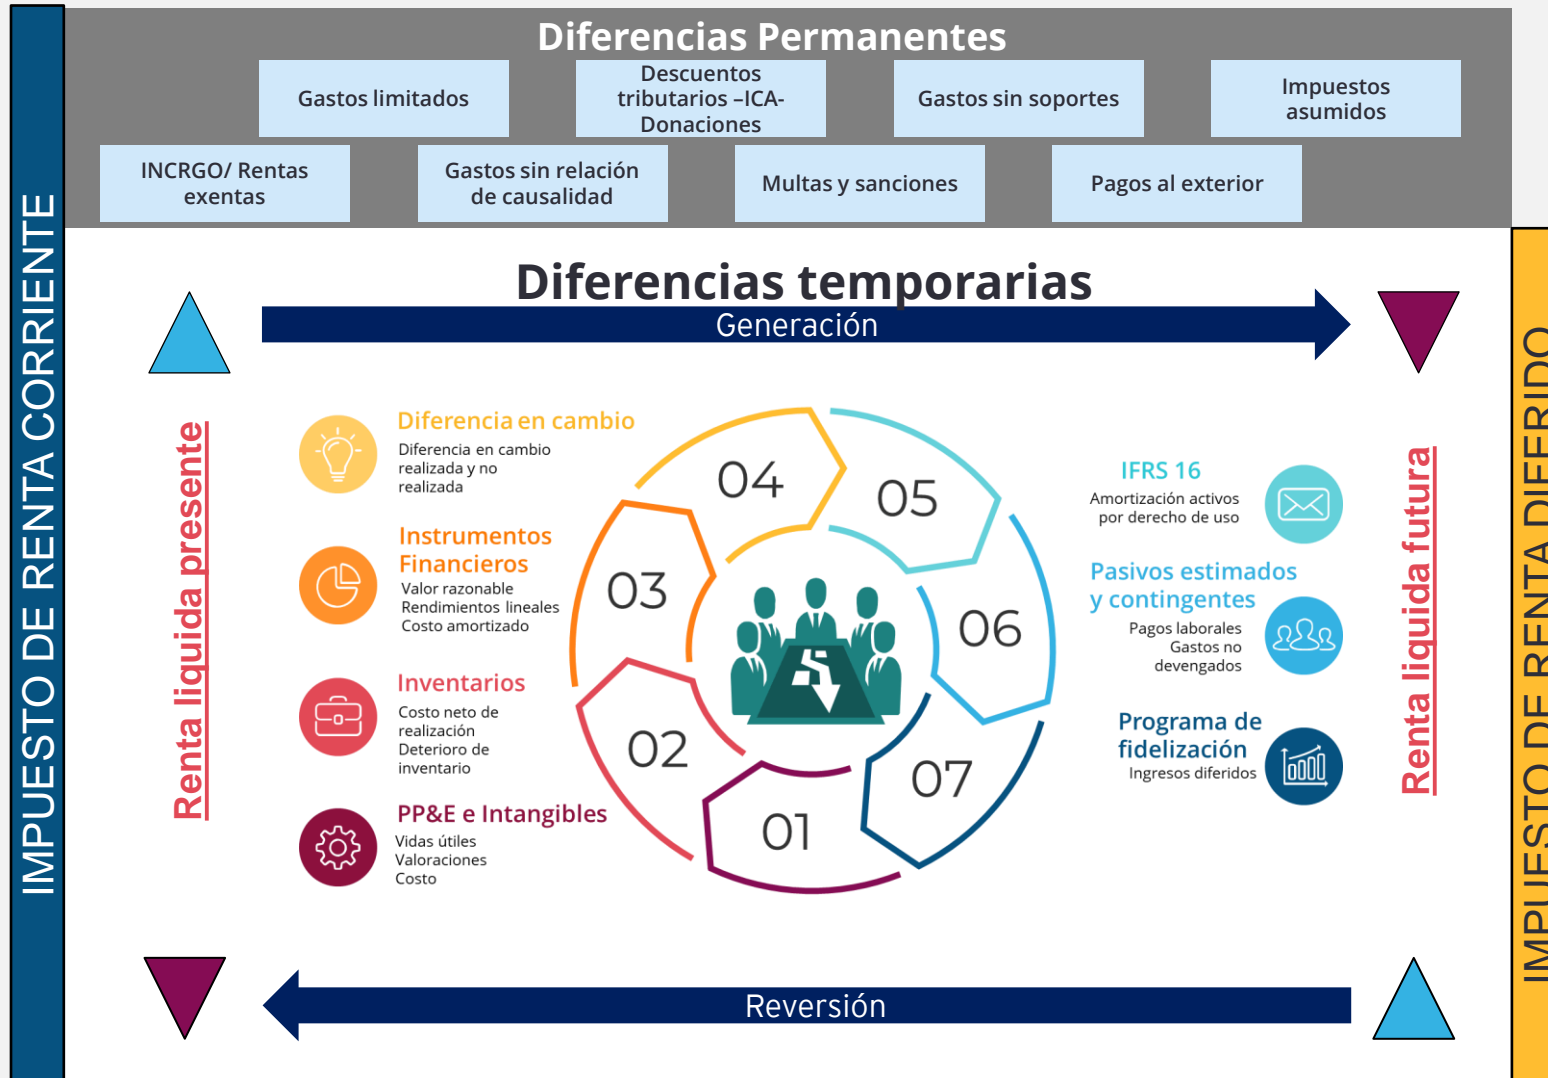 Diferencias Permanentes
Gastos limitados
Descuentos
tributarios –ICA-
Donaciones
Gastos sin soportes
Impuestos
asumidos
INCRGO/ Rentas
exentas
Gastos sin relación
de causalidad
Multas y sanciones
Pagos al exterior
IMPUESTO DE RENTA CORRIENTE
Diferencias temporarias
Generación
Renta liquida presente
Diferencia en cambio
Diferencia en cambio
realizada y no
realizada
Instrumentos
Financieros
Valor razonable
Rendimientos lineales
Costo amortizado
Inventarios
Costo neto de
realización
Deterioro de
inventario
PP&E e Intangibles
Vidas útiles
Valoraciones
Costo
04
05
03
06
02
07
01
IFRS 16
Amortización activos
por derecho de uso
Pasivos estimados
y contingentes
Pagos laborales
Gastos no
devengados
Programa de
fidelización
Ingresos diferidos
Renta liquida futura
IMPUESTO DE RENTA DIFERIDO
Reversión